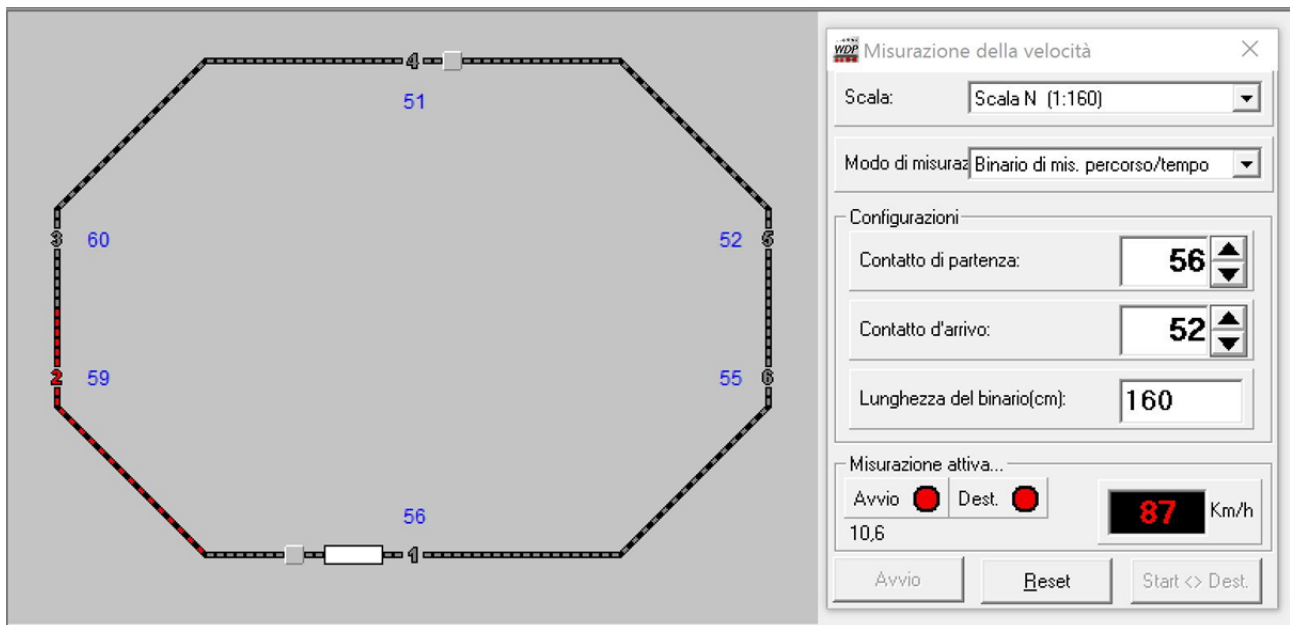 4
51
3
60
52
5
2
59
55
6
56
1
WDP
Misurazione della velocità
Scala:
Scala N (1:160)
Modo di misuraz
Binario di mis. percorso/tempo
Configurazioni
Contatto di partenza:
56
Contatto d'arrivo:
52
Lunghezza del binario(cm):
160
Misurazione attiva...
Avvio
Dest.
87
Km/h
10,6
Avvio
Reset
Start <> Dest.